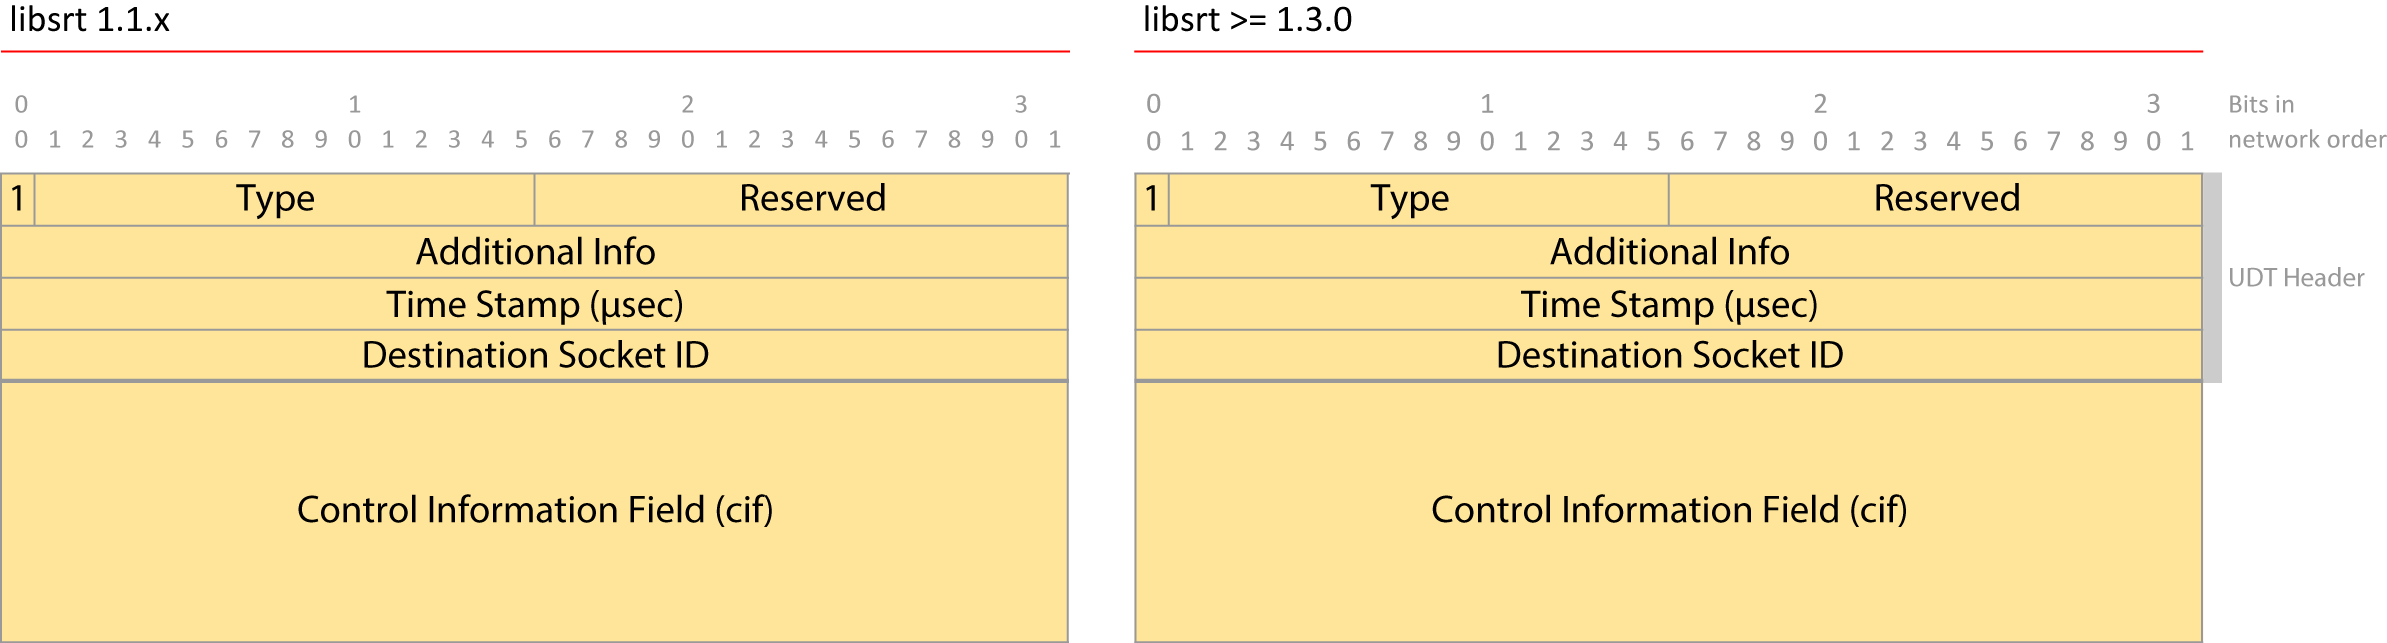 libsrt 1.1.x
libsrt >= 1.3.0
0 1 2 3
0 1 2 3 4 5 6 7 8 9 0 1 2 3 4 5 6 7 8 9 0 1 2 3 4 5 6 7 8 9 0 1
1 Type Reserved
Additional Info
Time Stamp (µsec)
Destination Socket ID
Control Information Field (cif)
0 1 2 3
0 1 2 3 4 5 6 7 8 9 0 1 2 3 4 5 6 7 8 9 0 1 2 3 4 5 6 7 8 9 0 1
1 Type Reserved
Additional Info
Time Stamp (µsec)
Destination Socket ID
Control Information Field (cif)
Bits in
network order
UDT Header